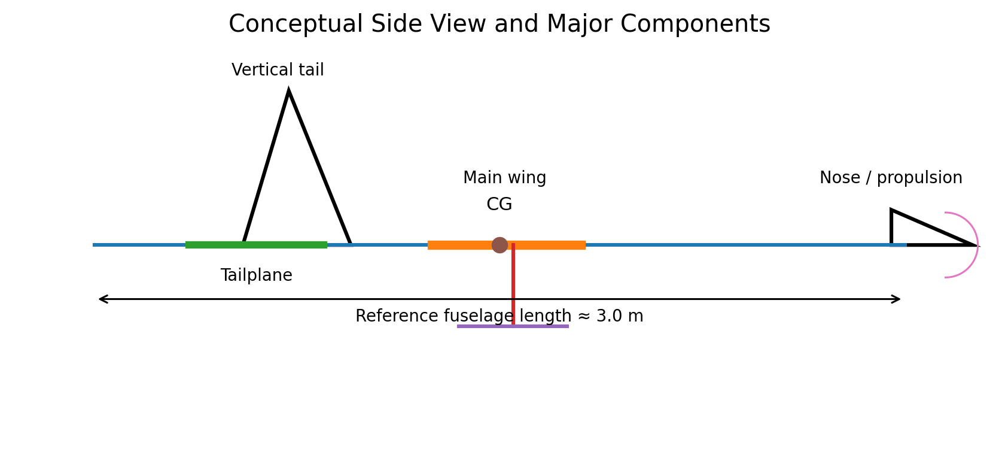 Conceptual Side View and Major Components
Vertical tail
Main wing
Nose / propulsion
CG
Tailplane
Reference fuselage length ≈ 3.0 m